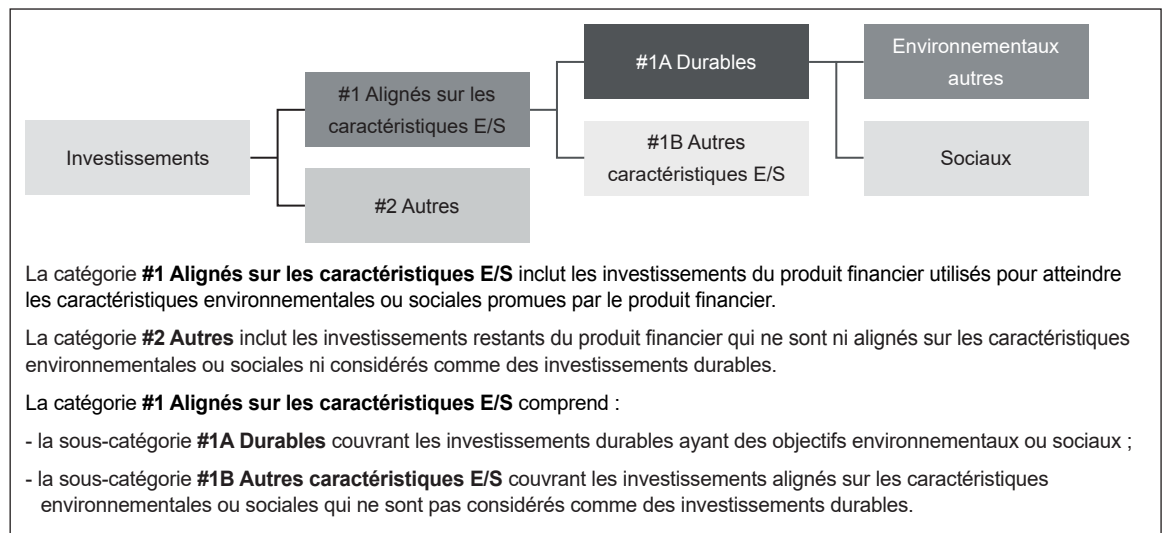 Investissements
#1 Alignés sur les
caractéristiques E/S
#2 Autres
#1A Durables
#1B Autres
caractéristiques E/S
Environnementaux
autres
Sociaux
La catégorie #1 Alignés sur les caractéristiques E/S inclut les investissements du produit financier utilisés pour atteindre
les caractéristiques environnementales ou sociales promues par le produit financier.
La catégorie #2 Autres inclut les investissements restants du produit financier qui ne sont ni alignés sur les caractéristiques
environnementales ou sociales ni considérés comme des investissements durables.
La catégorie #1 Alignés sur les caractéristiques E/S comprend :
- la sous-catégorie #1A Durables couvrant les investissements durables ayant des objectifs environnementaux ou sociaux ;
- la sous-catégorie #1B Autres caractéristiques E/S couvrant les investissements alignés sur les caractéristiques
environnementales ou sociales qui ne sont pas considérés comme des investissements durables.